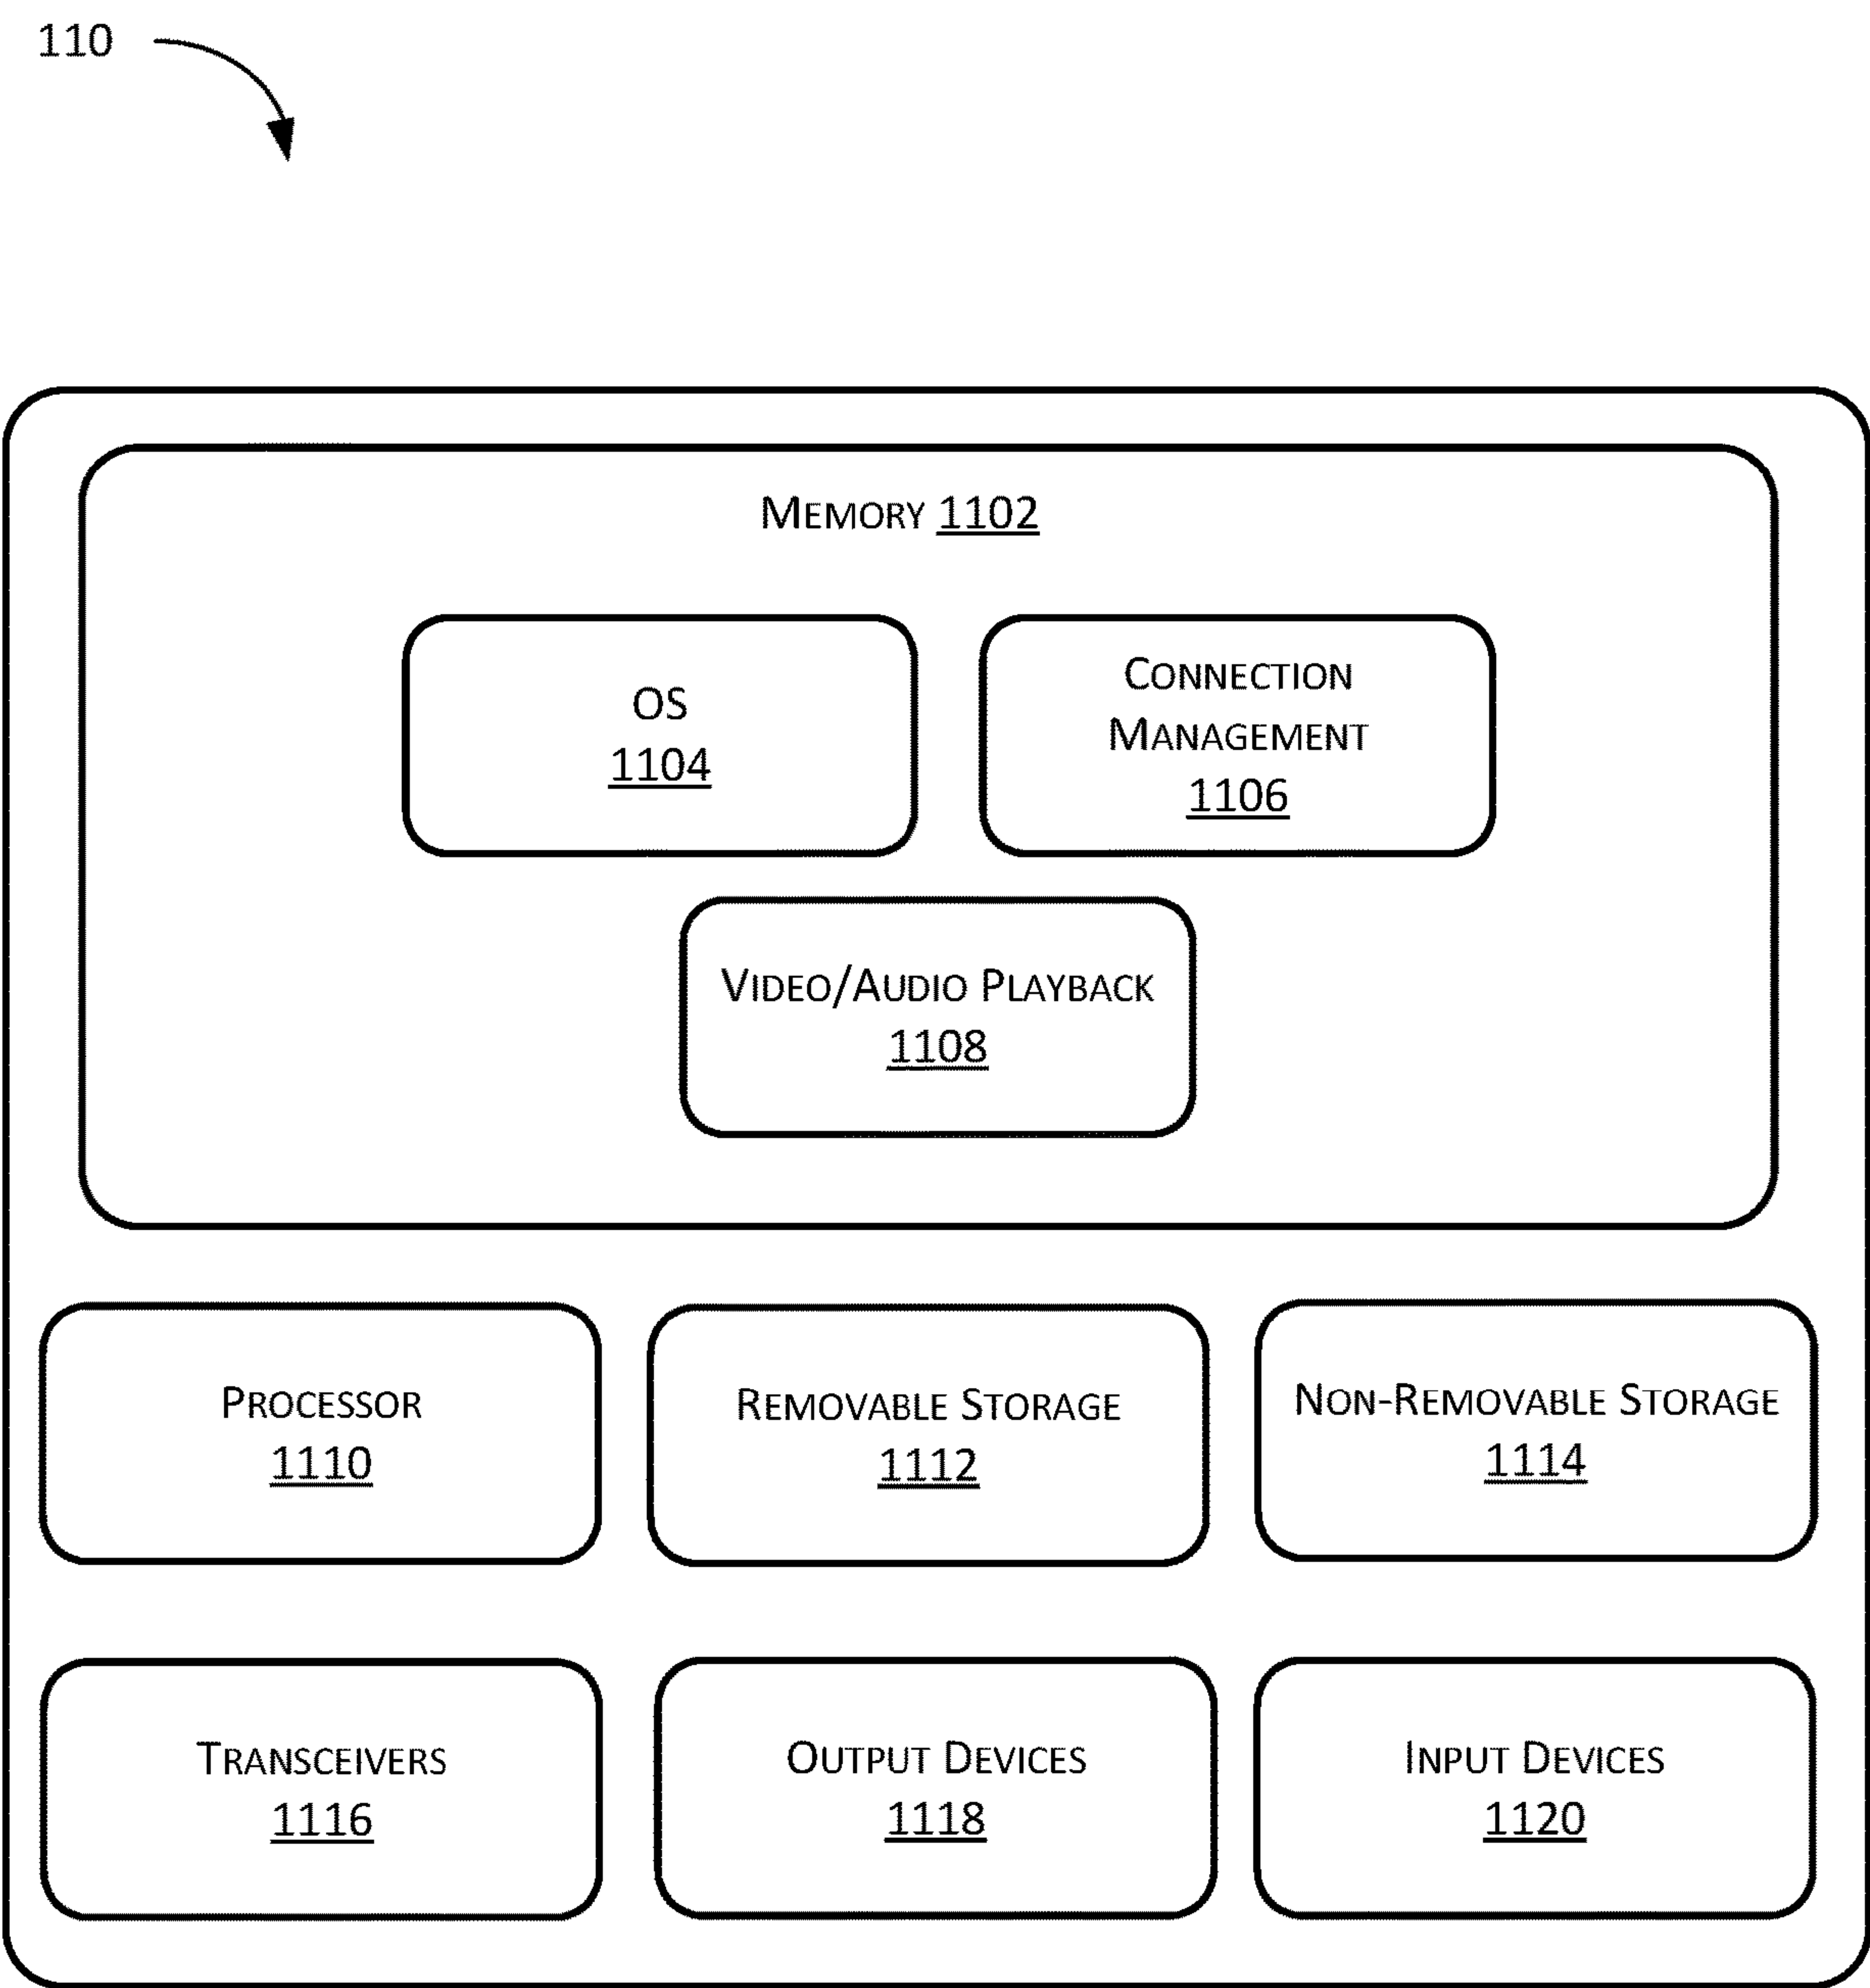 110
MEMORY 1102
OS
1104
CONNECTION
MANAGEMENT
1106
VIDEO/AUDIO PLAYBACK
1108
PROCESSOR
1110
REMOVABLE STORAGE
1112
NON-REMOVABLE STORAGE
1114
TRANSCEIVERS
1116
OUTPUT DEVICES
1118
INPUT DEVICES
1120